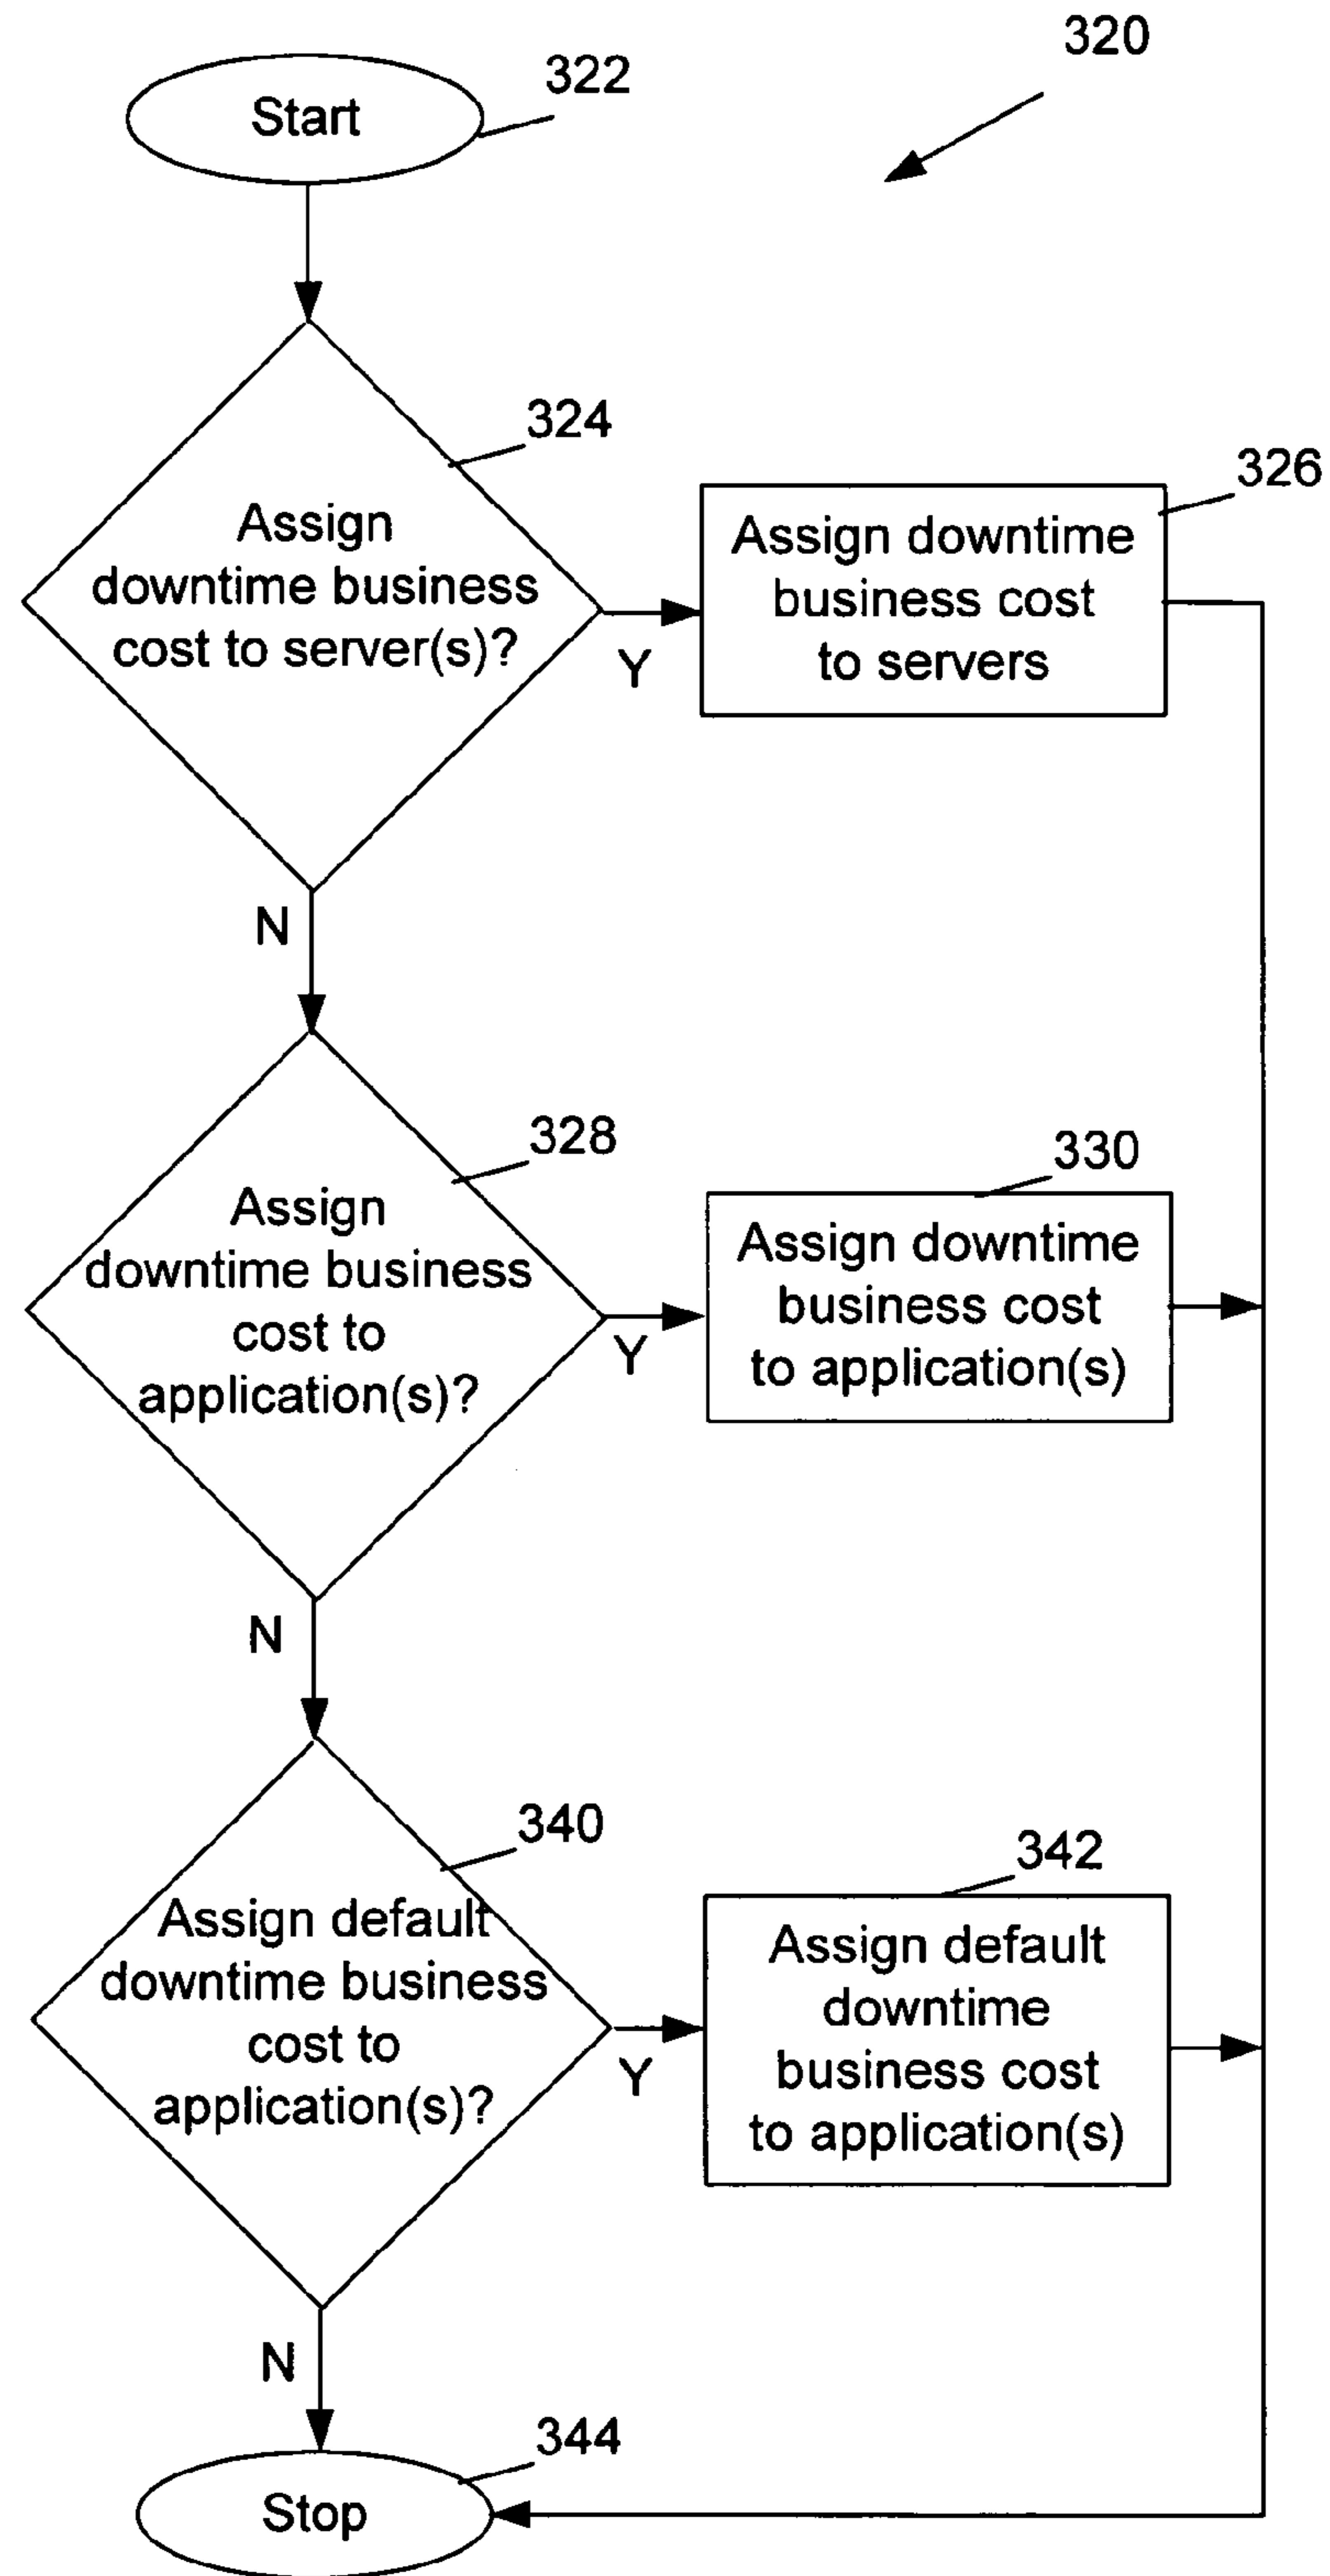 320
322
Start
324
Assign
downtime business
cost to server(s)?
Y
326
Assign downtime
business cost
to servers
N
328
Assign
downtime business
cost to
application(s)?
Y
330
Assign downtime
business cost
to application(s)
N
340
Assign default
downtime business
cost to
application(s)?
Y
342
Assign default
downtime
business cost
to application(s)
N
344
Stop